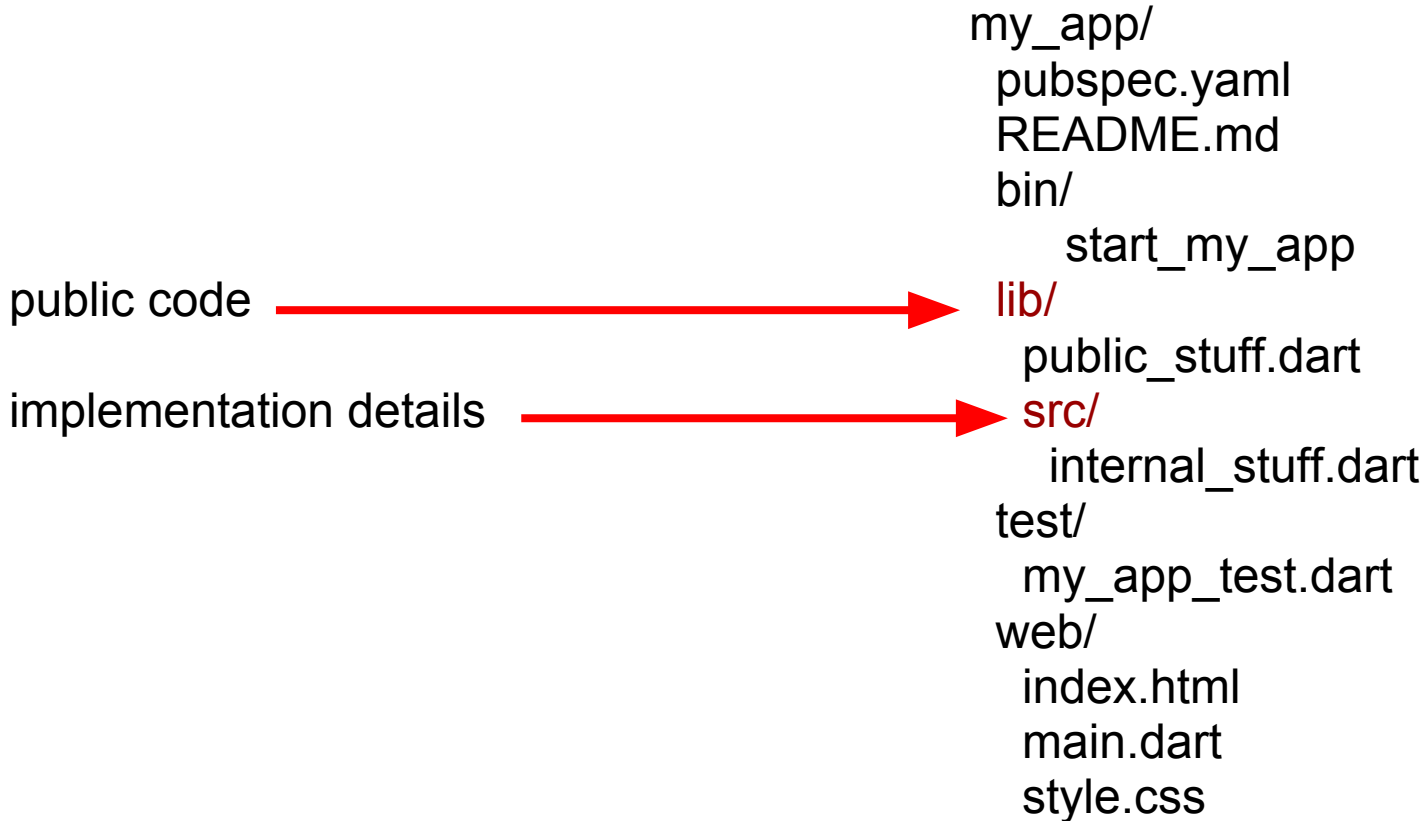 my_app/
pubspec.yaml
README.md
bin/
start_my_app
public code lib/
public_stuff.dart
implementation details src/
internal_stuff.dart
test/
my_app_test.dart
web/
index.html
main.dart
style.css